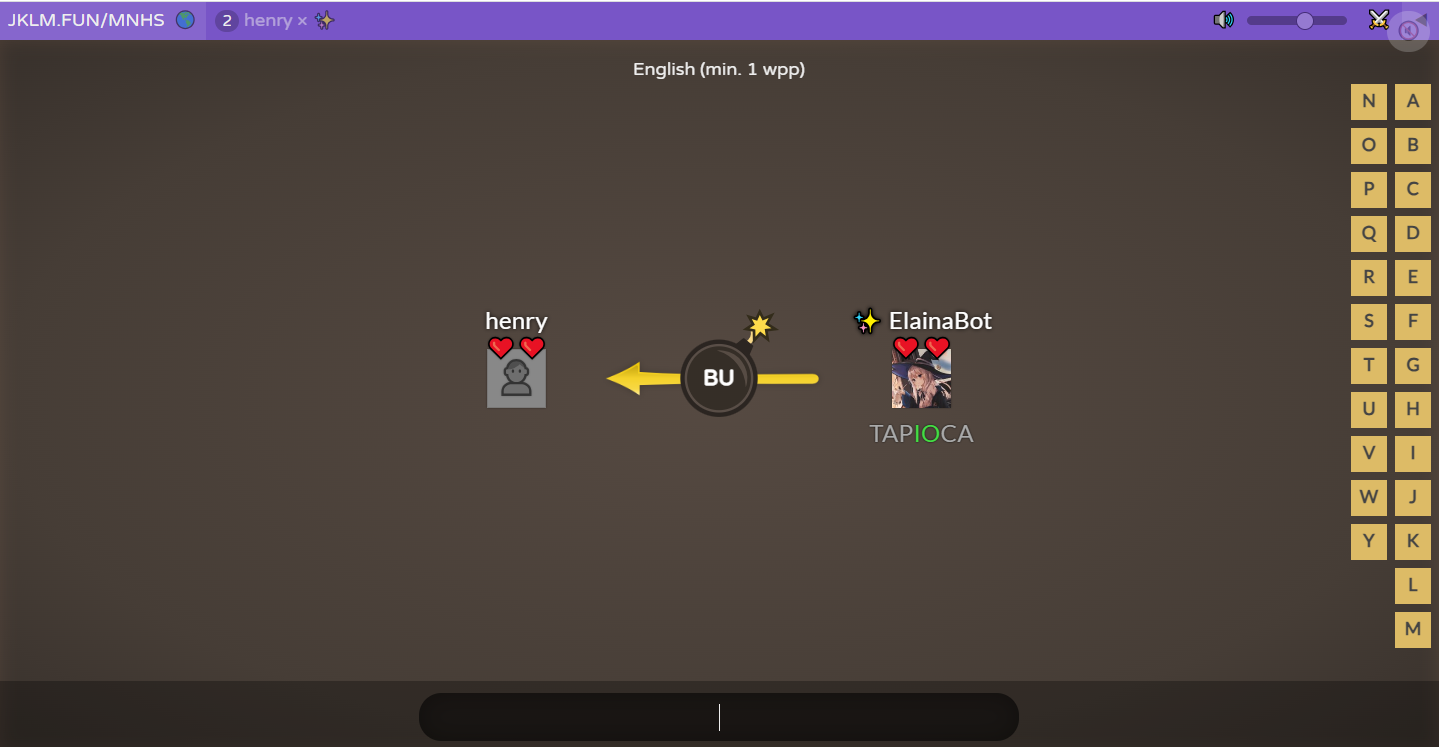 JKLM.FUN/MNHS 2 henry ×
English (min. 1 wpp)
henry
ElainaBot
BU
TAPIOCA
N A
O B
P C
Q D
R E
S F
T G
U H
V I
W J
Y K
L
M